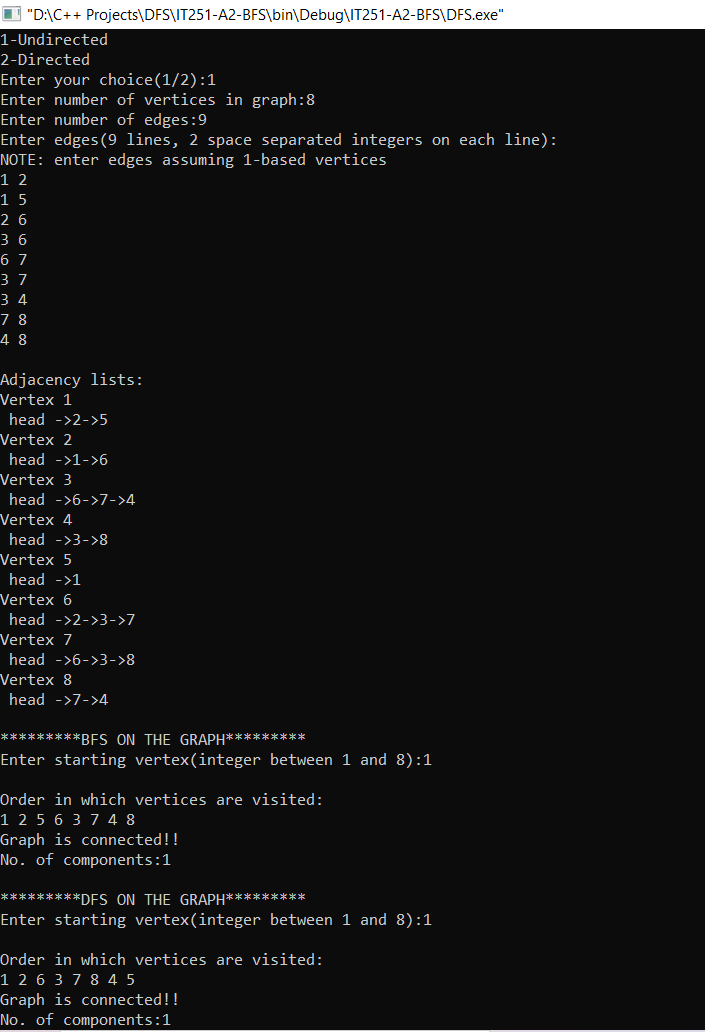 "D:\C++ Projects\DFS\IT251-A2-BFS\bin\Debug\IT251-A2-BFS\DFS.exe"
1-Undirected
2-Directed
Enter your choice(1/2):1
Enter number of vertices in graph:8
Enter number of edges:9
Enter edges(9 lines, 2 space separated integers on each line):
NOTE: enter edges assuming 1-based vertices
1 2
1 5
2 6
3 6
6 7
3 7
3 4
7 8
4 8
Adjacency lists:
Vertex 1
head ->2->5
Vertex 2
head ->1->6
Vertex 3
head ->6->7->4
Vertex 4
head ->3->8
Vertex 5
head ->1
Vertex 6
head ->2->3->7
Vertex 7
head ->6->3->8
Vertex 8
head ->7->4
*********BFS ON THE GRAPH*********
Enter starting vertex(integer between 1 and 8):1
Order in which vertices are visited:
1 2 5 6 3 7 4 8
Graph is connected!!
No. of components:1
*********DFS ON THE GRAPH*********
Enter starting vertex(integer between 1 and 8):1
Order in which vertices are visited:
1 2 6 3 7 8 4 5
Graph is connected!!
No. of components:1